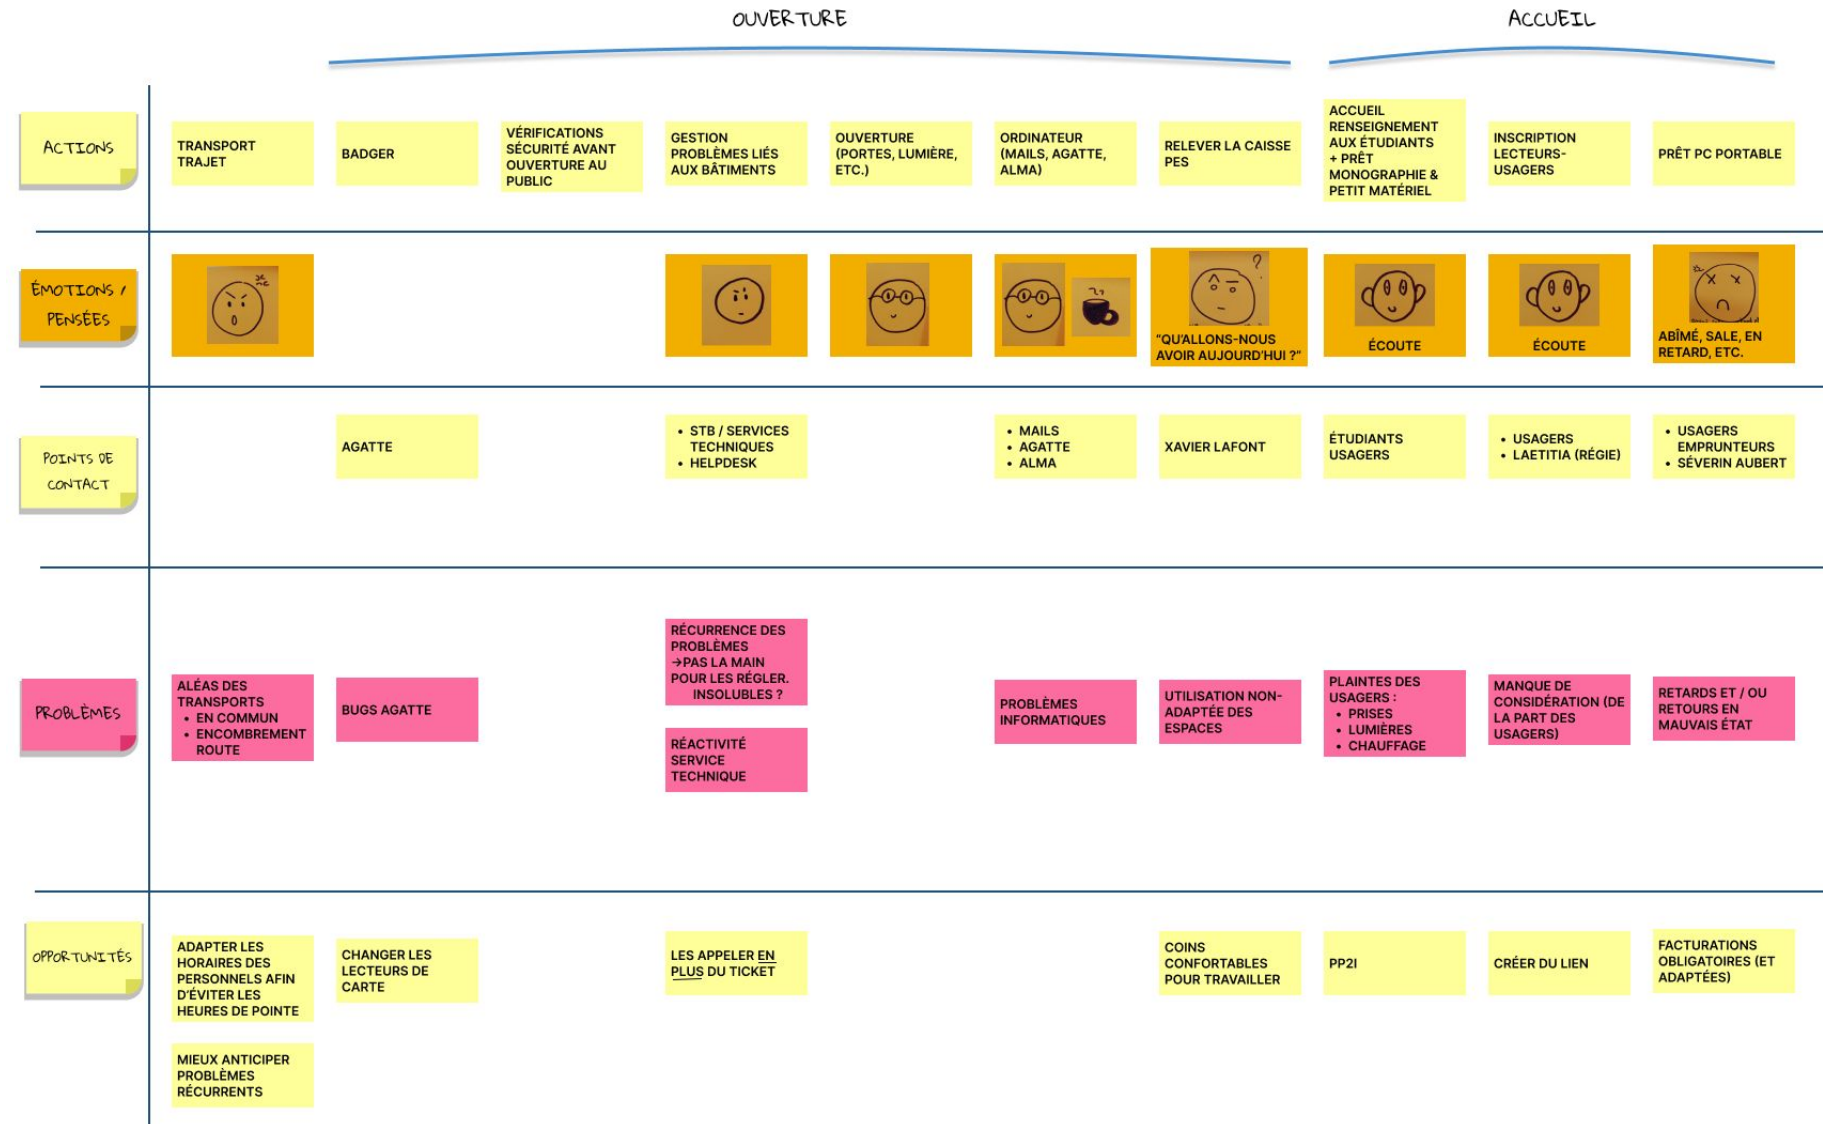 OUVERTURE
ACCUEIL
ACTIONS
TRANSPORT
TRAJET
BADGER
VÉRIFICATIONS
SÉCURITÉ AVANT
OUVERTURE AU
PUBLIC
GESTION
PROBLÈMES LIÉS
AUX BÂTIMENTS
OUVERTURE
(PORTES, LUMIÈRE,
ETC.)
ORDINATEUR
(MAILS, AGATTE,
ALMA)
RELEVER LA CAISSE
PES
ACCUEIL
RENSEIGNEMENT
AUX ÉTUDIANTS
+ PRÊT
MONOGRAPHIE &
PETIT MATÉRIEL
INSCRIPTION
LECTEURS-
USAGERS
PRÊT PC PORTABLE
ÉMOTIONS /
PENSÉES
?
"QU'ALLONS-NOUS
AVOIR AUJOURD'HUI ?"
ÉCOUTE
ÉCOUTE
ABÎMÉ, SALE, EN
RETARD, ETC.
POINTS DE
CONTACT
AGATTE
• STB / SERVICES
TECHNIQUES
• HELPDESK
• MAILS
• AGATTE
• ALMA
XAVIER LAFONT
ÉTUDIANTS
USAGERS
• USAGERS
• LAETITIA (RÉGIE)
• USAGERS
EMPRUNTEURS
• SÉVERIN AUBERT
PROBLÈMES
ALÉAS DES
TRANSPORTS
• EN COMMUN
• ENCOMBREMENT
ROUTE
BUGS AGATTE
RÉCURRENCE DES
PROBLÈMES
→PAS LA MAIN
POUR LES RÉGLER.
INSOLUBLES ?
RÉACTIVITÉ
SERVICE
TECHNIQUE
PROBLÈMES
INFORMATIQUES
UTILISATION NON-
ADAPTÉE DES
ESPACES
PLAINTES DES
USAGERS :
• PRISES
• LUMIÈRES
• CHAUFFAGE
MANQUE DE
CONSIDÉRATION (DE
LA PART DES
USAGERS)
RETARDS ET / OU
RETOURS EN
MAUVAIS ÉTAT
OPPORTUNITÉS
ADAPTER LES
HORAIRES DES
PERSONNELS AFIN
D'ÉVITER LES
HEURES DE POINTE
MIEUX ANTICIPER
PROBLÈMES
RÉCURRENTS
CHANGER LES
LECTEURS DE
CARTE
LES APPELER EN
PLUS DU TICKET
COINS
CONFORTABLES
POUR TRAVAILLER
PP2I
CRÉER DU LIEN
FACTURATIONS
OBLIGATOIRES (ET
ADAPTÉES)